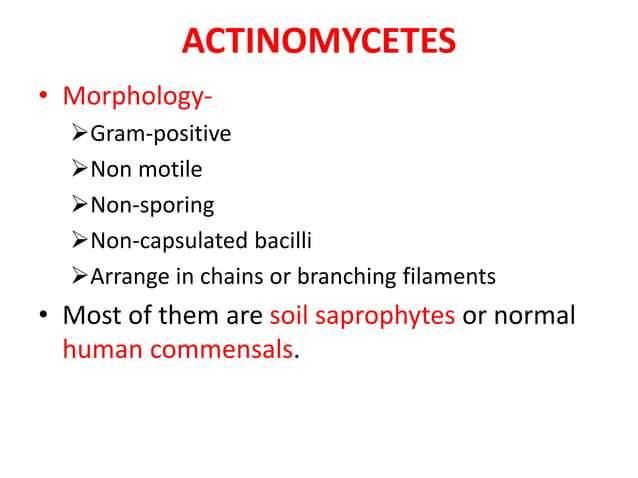 ACTINOMYCETES
• Morphology-
➢Gram-positive
➢Non motile
➢Non-sporing
➢Non-capsulated bacilli
➢Arrange in chains or branching filaments
• Most of them are soil saprophytes or normal
human commensals.